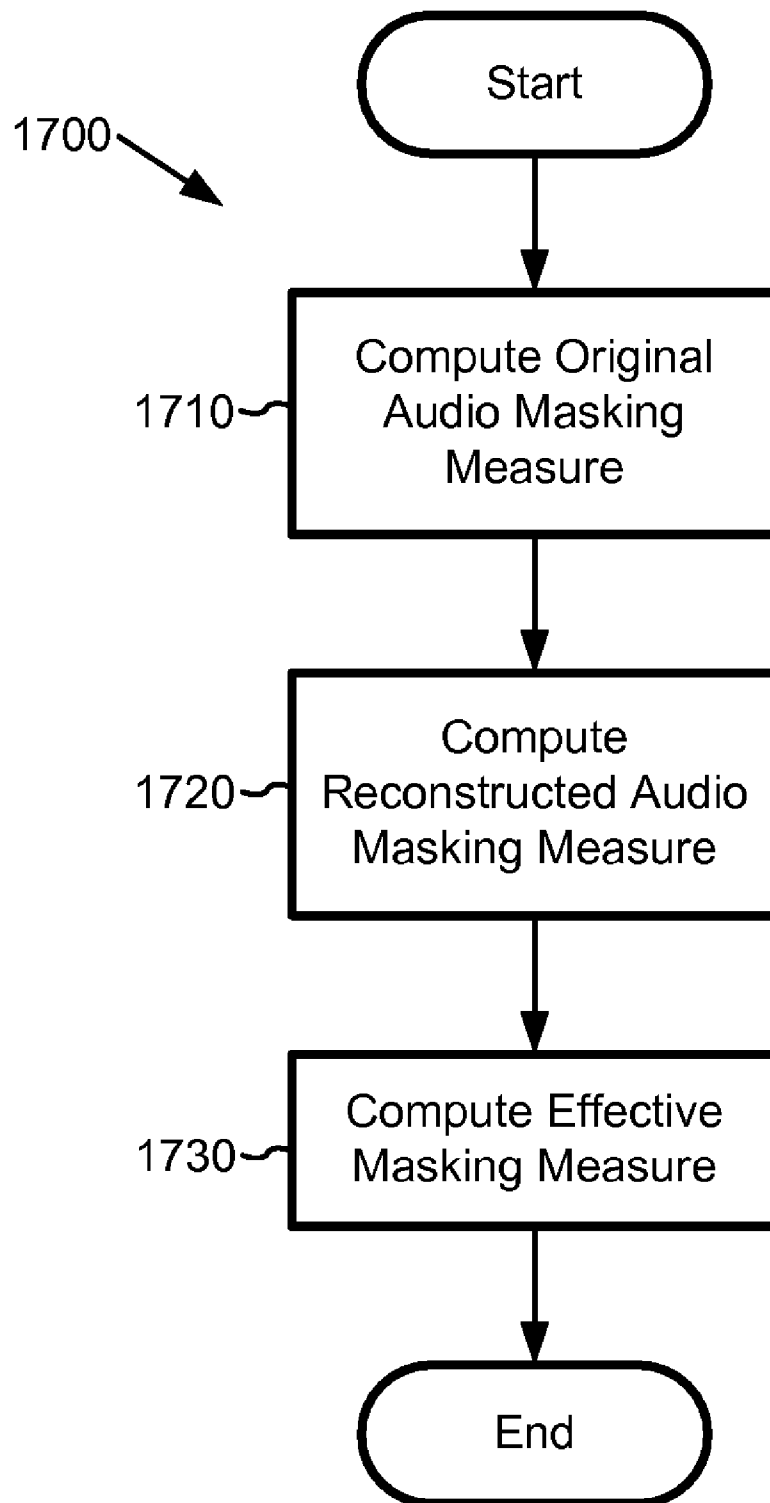 Start
1700
Compute Original
Audio Masking
Measure
1710
Compute
Reconstructed Audio
Masking Measure
1720
Compute Effective
Masking Measure
1730
End